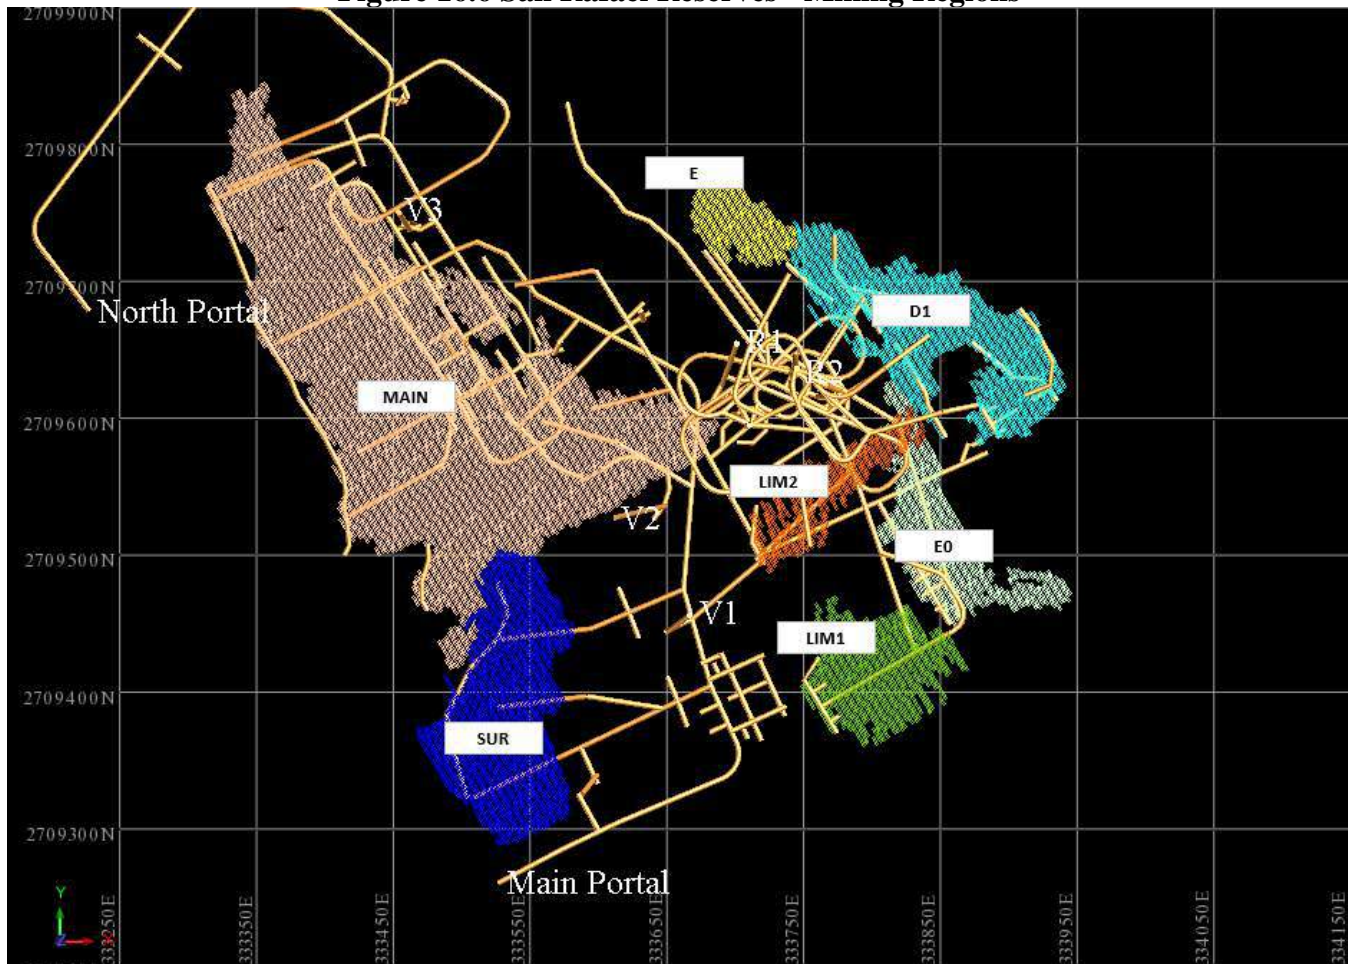 Figure 16.6 San Rafael Reserves - Mining Regions
2709900N
2709800N
E
V3
2709700N
North Portal
D1
R1
R2
MAIN
2709600N
LIM2
V2
E0
2709500N
V1
LIM1
2709400N
SUR
2709300N
Main Portal
Y
Z
X
333250E
333350E
333450E
333550E
333650E
333750E
333850E
333950E
334050E
334150E